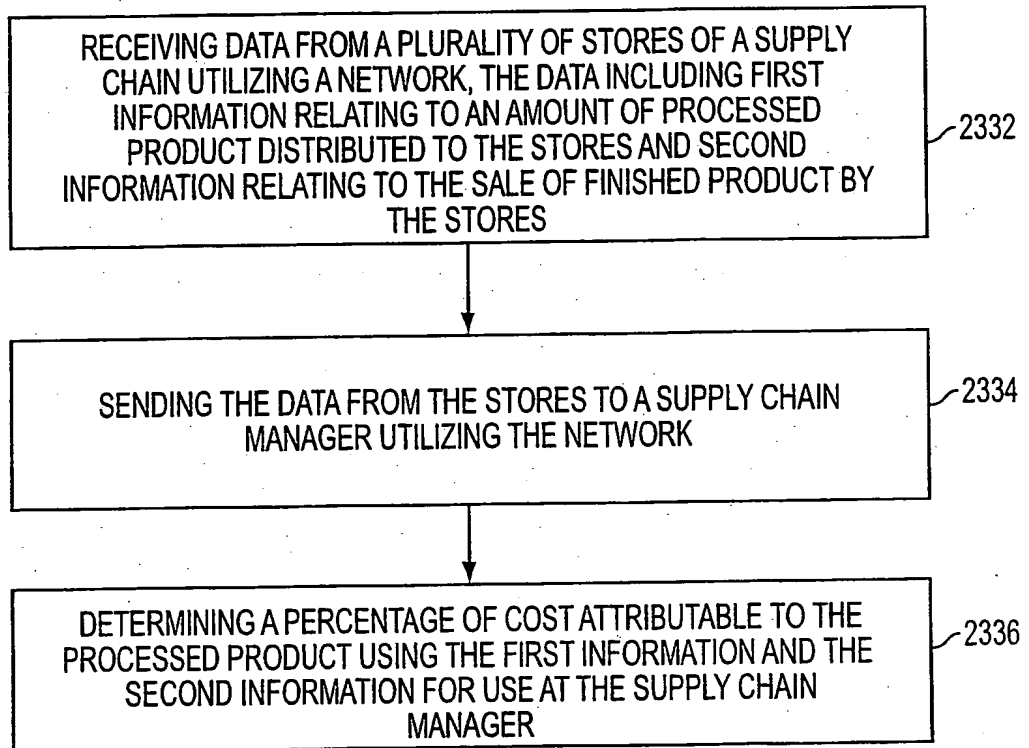 RECEIVING DATA FROM A PLURALITY OF STORES OF A SUPPLY
CHAIN UTILIZING A NETWORK, THE DATA INCLUDING FIRST
INFORMATION RELATING TO AN AMOUNT OF PROCESSED
PRODUCT DISTRIBUTED TO THE STORES AND SECOND
INFORMATION RELATING TO THE SALE OF FINISHED PRODUCT BY
THE STORES
2332
SENDING THE DATA FROM THE STORES TO A SUPPLY CHAIN
MANAGER UTILIZING THE NETWORK
2334
DETERMINING A PERCENTAGE OF COST ATTRIBUTABLE TO THE
PROCESSED PRODUCT USING THE FIRST INFORMATION AND THE
SECOND INFORMATION FOR USE AT THE SUPPLY CHAIN
MANAGER
2336